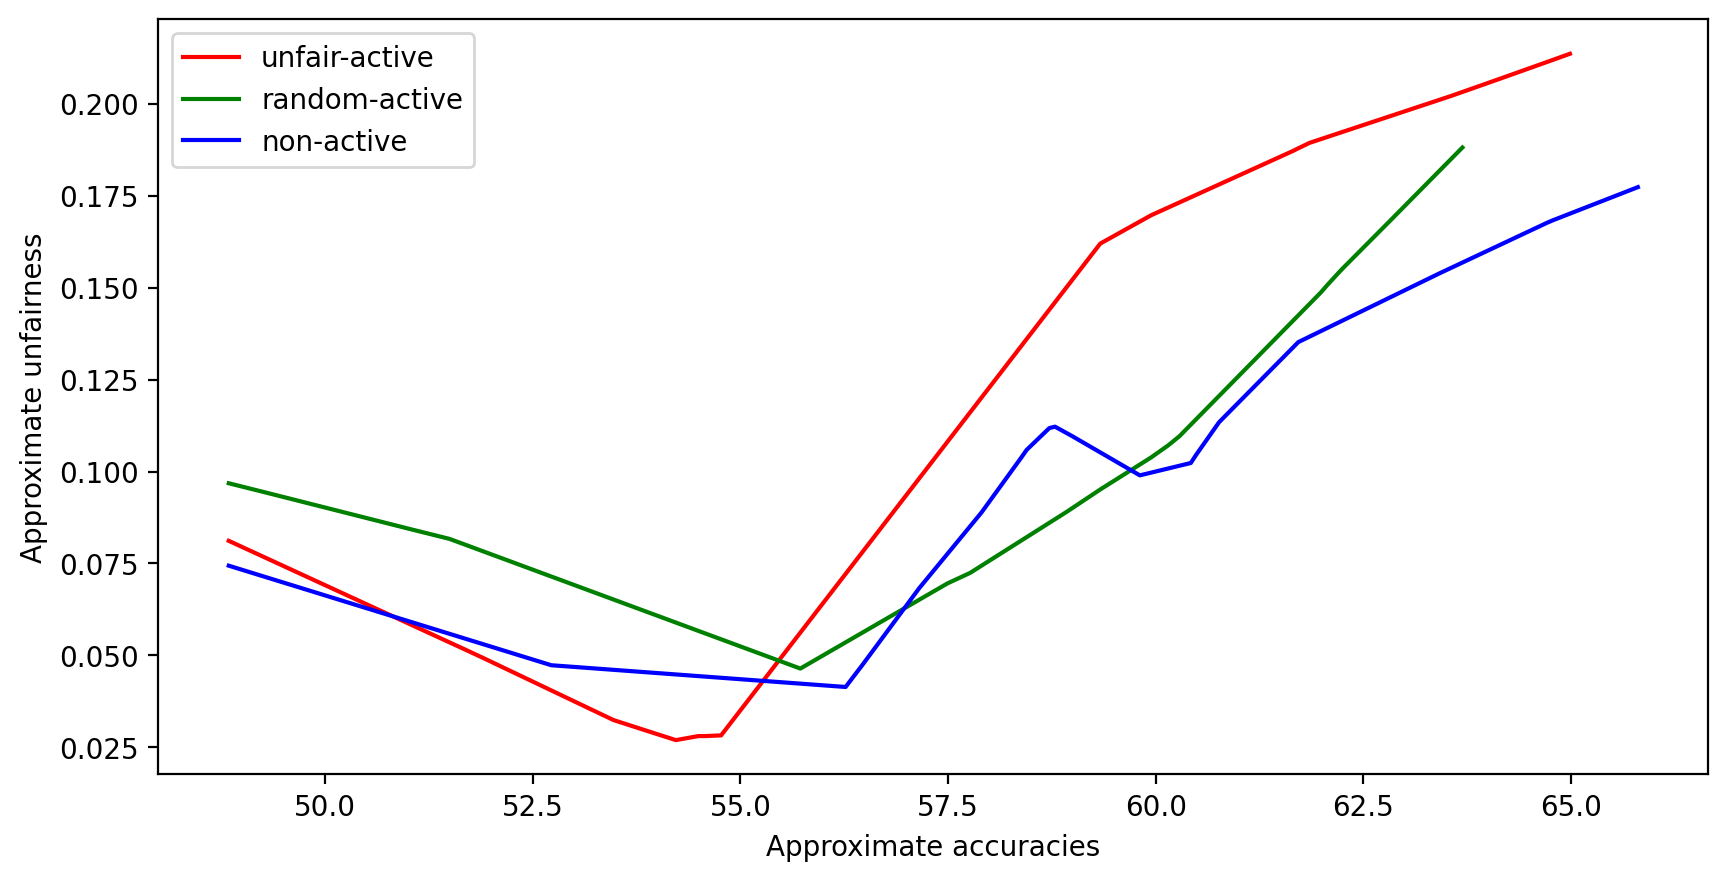 unfair-active
random-active
non-active
Approximate unfairness
0.200
0.175
0.150
0.125
0.100
0.075
0.050
0.025
50.0 52.5 55.0 57.5 60.0 62.5 65.0
Approximate accuracies